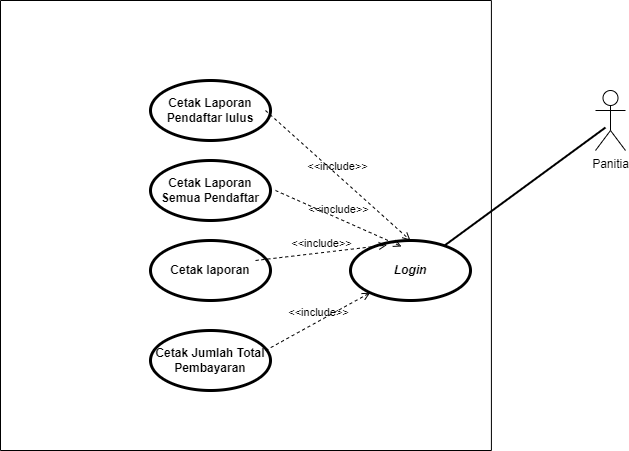 Cetak Laporan
Pendaftar lulus
<<include>>
Panitia
Cetak Laporan
Semua Pendaftar
<<include>>
<<include>>
Cetak laporan
Login
<<include>>
Cetak Jumlah Total
Pembayaran